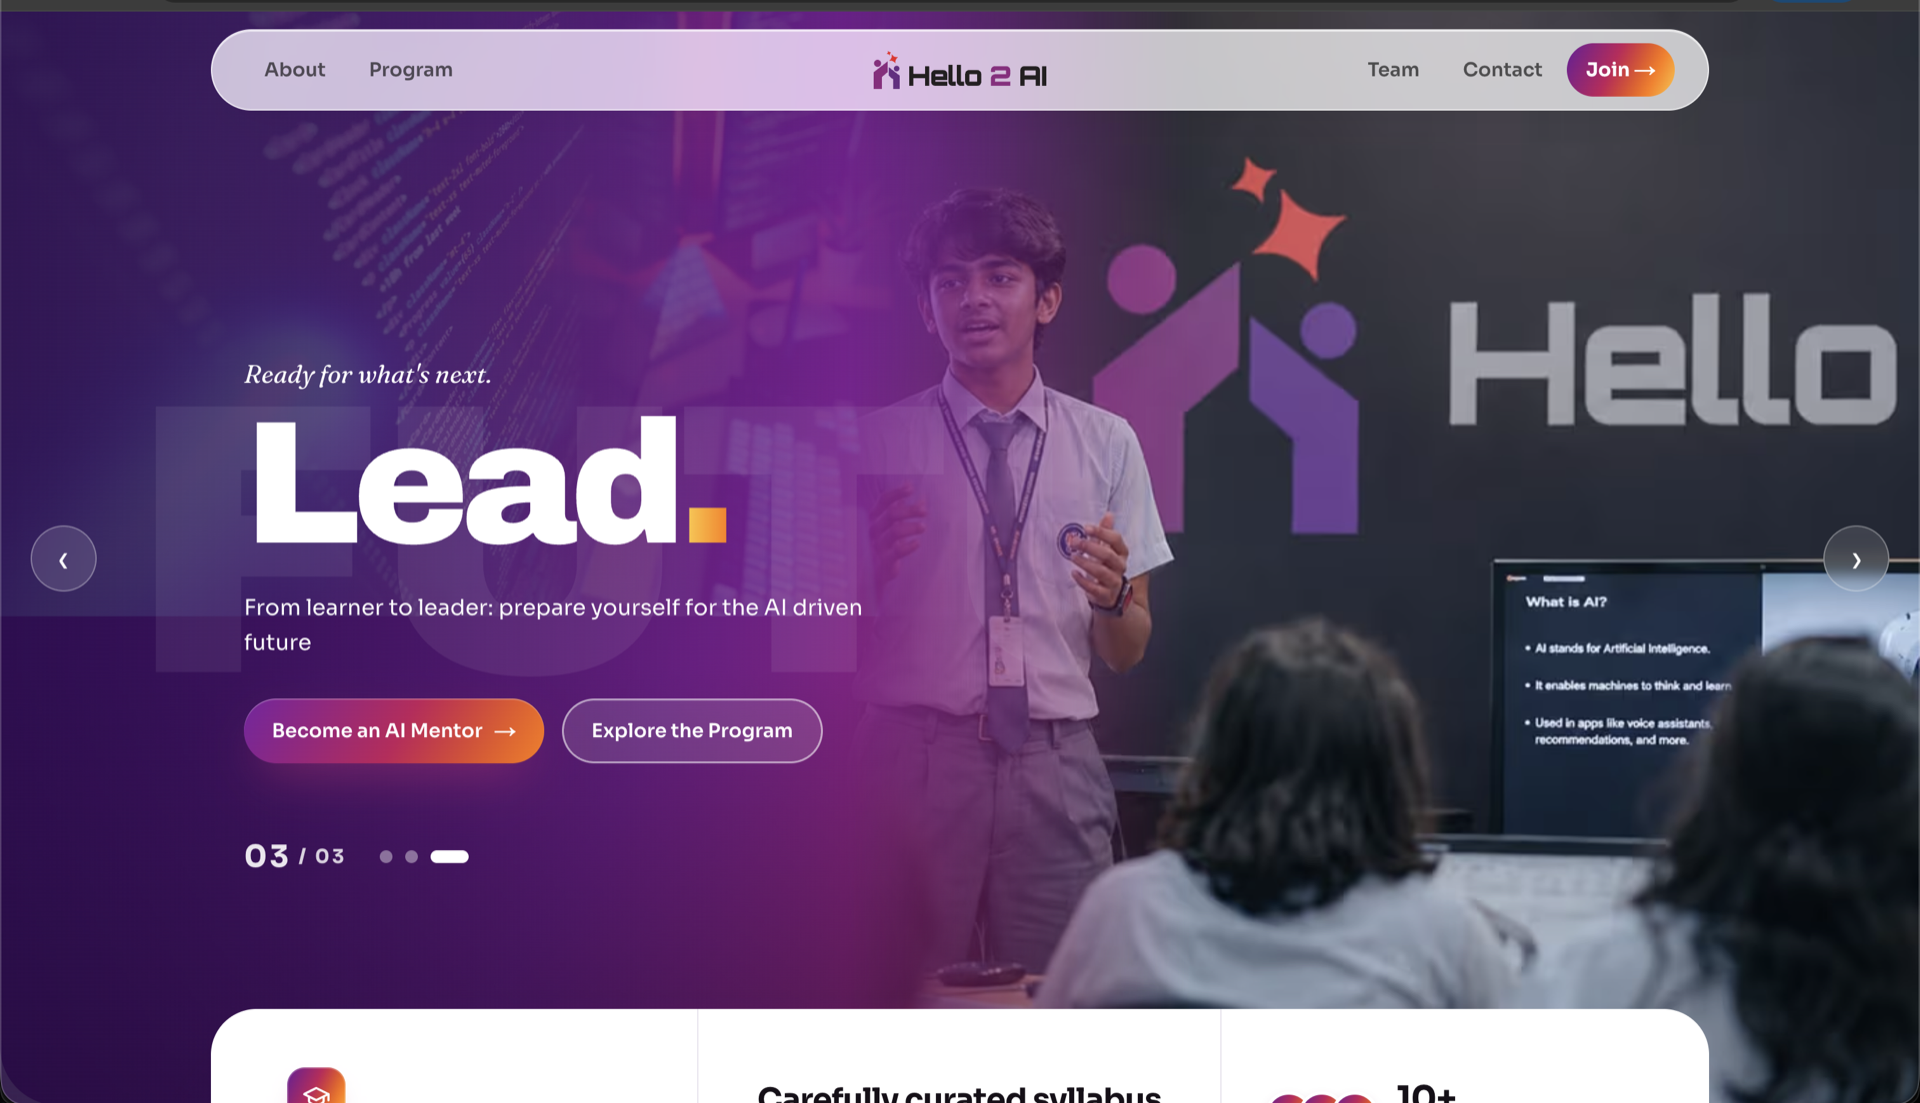 About
Program
Hello 2 AI
Team
Contact
Join →
Hello
Ready for what's next.
FUT
Lead.
From learner to leader: prepare yourself for the AI driven
future
What is AI?
• AI stands for Artificial Intelligence.
• It enables machines to think and learn
• Used in apps like voice assistants,
recommendations, and more.
Become an AI Mentor →
Explore the Program
03 / 03
Carefully curated syllabus
10+